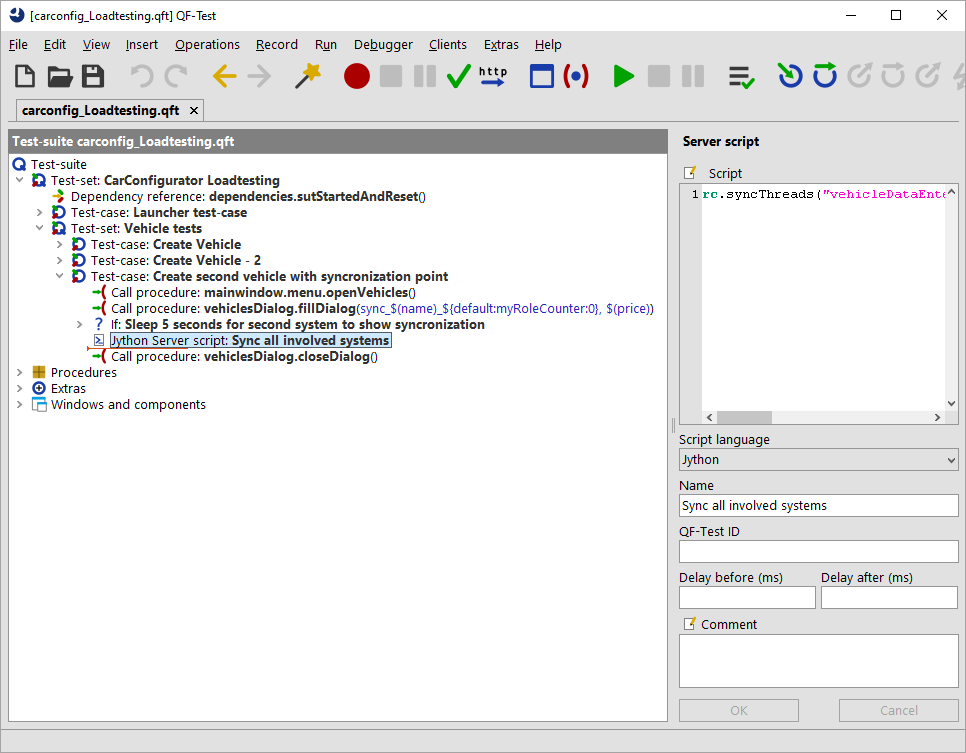 [carconfig_Loadtesting.qft] QF-Test
File Edit View Insert Operations Record Run Debugger Clients Extras Help
http
carconfig_Loadtesting.qft ×
Test-suite carconfig_Loadtesting.qft
Test-suite
Test-set: CarConfigurator Loadtesting
Dependency reference: dependencies.sutStartedAndReset()
Test-case: Launcher test-case
Test-set: Vehicle tests
Test-case: Create Vehicle
Test-case: Create Vehicle - 2
Test-case: Create second vehicle with syncronization point
Call procedure: mainwindow.menu.openVehicles()
Call procedure: vehiclesDialog.fillDialog(sync_$(name)_${default:myRoleCounter:0}, $(price))
? If: Sleep 5 seconds for second system to show syncronization
Jython Server script: Sync all involved systems
Call procedure: vehiclesDialog.closeDialog()
Procedures
Extras
Windows and components
Server script
Script
1 rc.syncThreads("vehicleDataEnte
Script language
Jython
Name
Sync all involved systems
QF-Test ID
Delay before (ms) Delay after (ms)
Comment
OK Cancel